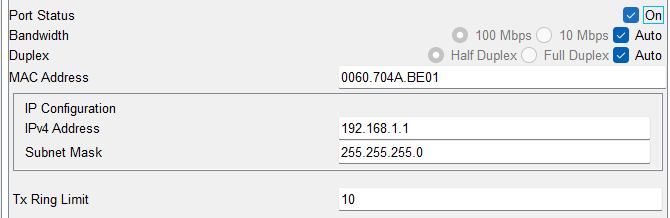 Port Status On
Bandwidth 100 Mbps 10 Mbps Auto
Duplex Half Duplex Full Duplex Auto
MAC Address 0060.704A.BE01
IP Configuration
IPv4 Address 192.168.1.1
Subnet Mask 255.255.255.0
Tx Ring Limit 10